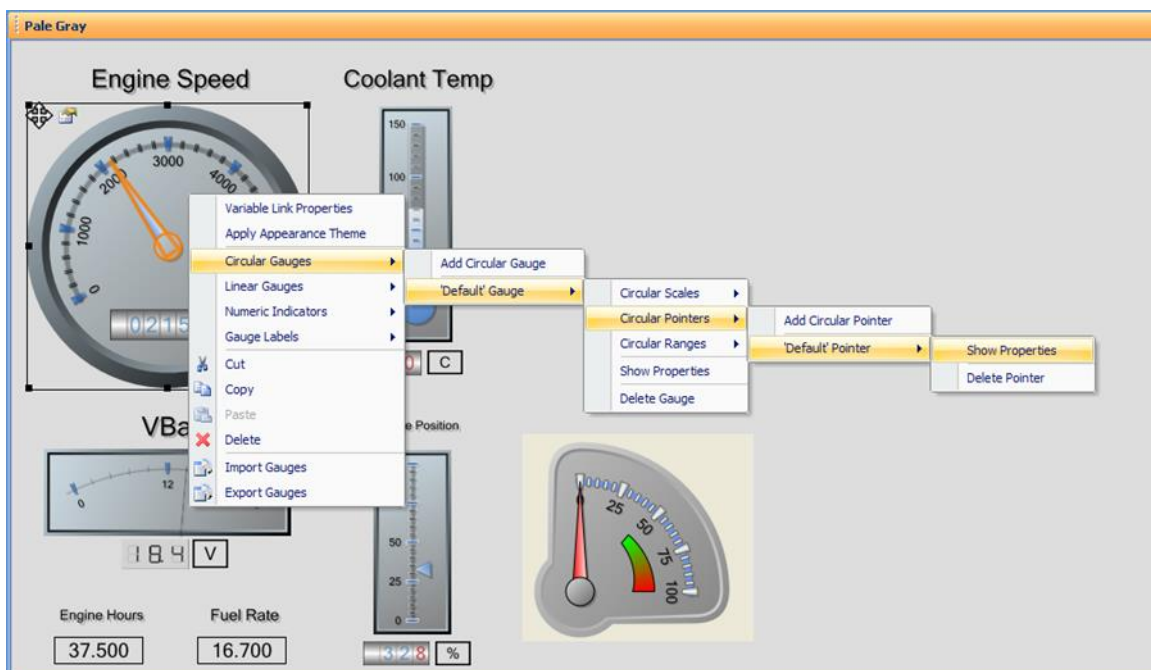 Pale Gray
Engine Speed
Coolant Temp
0
1000
2000
3000
4000
0215
150
100
C
Variable Link Properties
Apply Appearance Theme
Circular Gauges
Linear Gauges
Numeric Indicators
Gauge Labels
Cut
Copy
Paste
Delete
Import Gauges
Export Gauges
Add Circular Gauge
'Default' Gauge
Circular Scales
Circular Pointers
Circular Ranges
Show Properties
Delete Gauge
Add Circular Pointer
'Default' Pointer
Show Properties
Delete Pointer
0
12
18.4
V
Position
50
25
0
328
%
25
50
75
100
Engine Hours
37.500
Fuel Rate
16.700